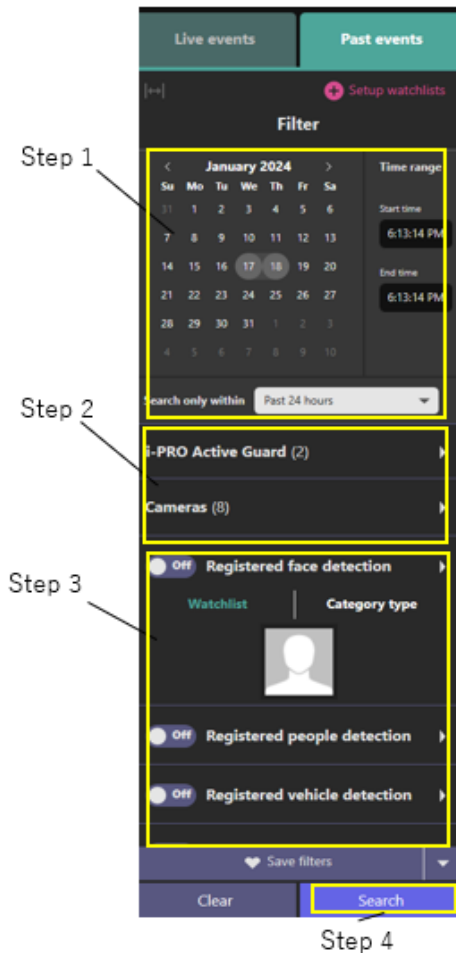 Live events Past events
Setup watchlists
Filter
Step 1
January 2024 Time range
Su Mo Tu We Th Fr Sa
31 1 2 3 4 5 6 Start time
7 8 9 10 11 12 13 6:13:14 PM
14 15 16 17 18 19 20 End time
21 22 23 24 25 26 27 6:13:14 PM
28 29 30 31 1 2 3
4 5 6 7 8 9 10
Search only within Past 24 hours
Step 2
i-PRO Active Guard (2)
Cameras (8)
Off Registered face detection
Step 3
Watchlist Category type
Off Registered people detection
Off Registered vehicle detection
Save filters
Clear Search
Step 4